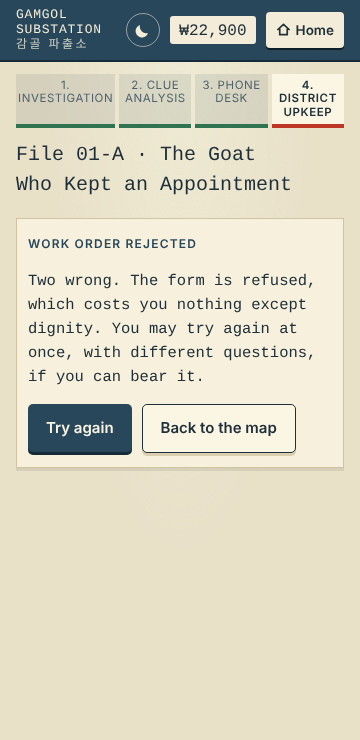 GAMGOL
SUBSTATION
감골 파출소
₩22,900
Home
1.
INVESTIGATION
2. CLUE
ANALYSIS
3. PHONE
DESK
4.
DISTRICT
UPKEEP
File 01-A · The Goat
Who Kept an Appointment
WORK ORDER REJECTED
Two wrong. The form is refused,
which costs you nothing except
dignity. You may try again at
once, with different questions,
if you can bear it.
Try again
Back to the map